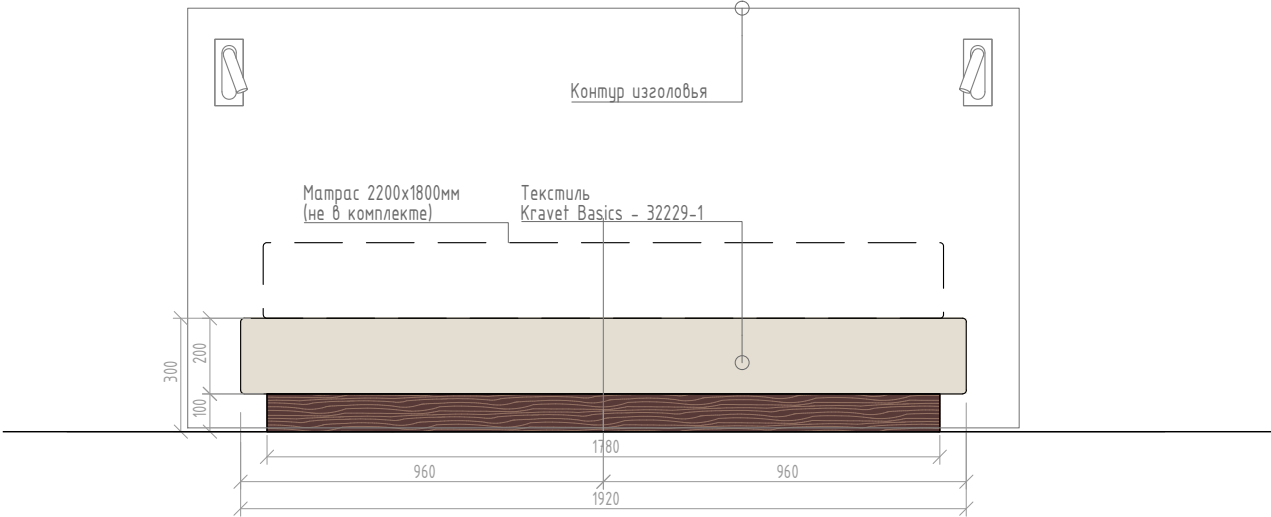 Контур изголовья
Матрас 2200х1800мм
(не в комплекте)
Текстиль
Kravet Basics - 32229-1
300
200
100
1780
960
960
1920